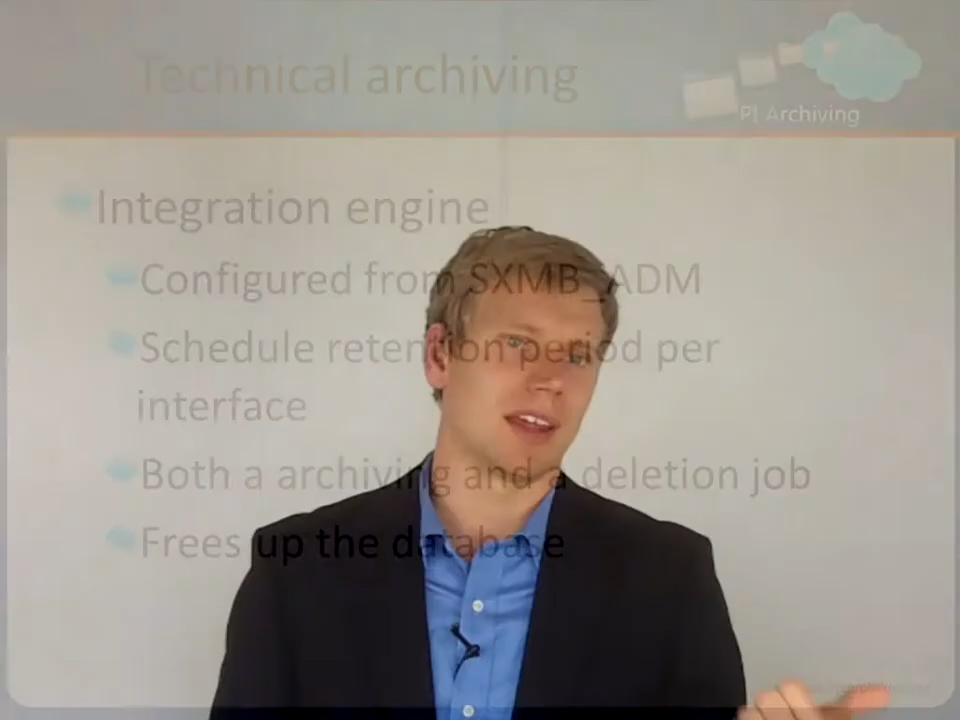 Technical archiving
PI Archiving
Integration engine
Configured from SXMB_ADM
Schedule retention period per
interface
Both a archiving and a deletion job
Frees up the database